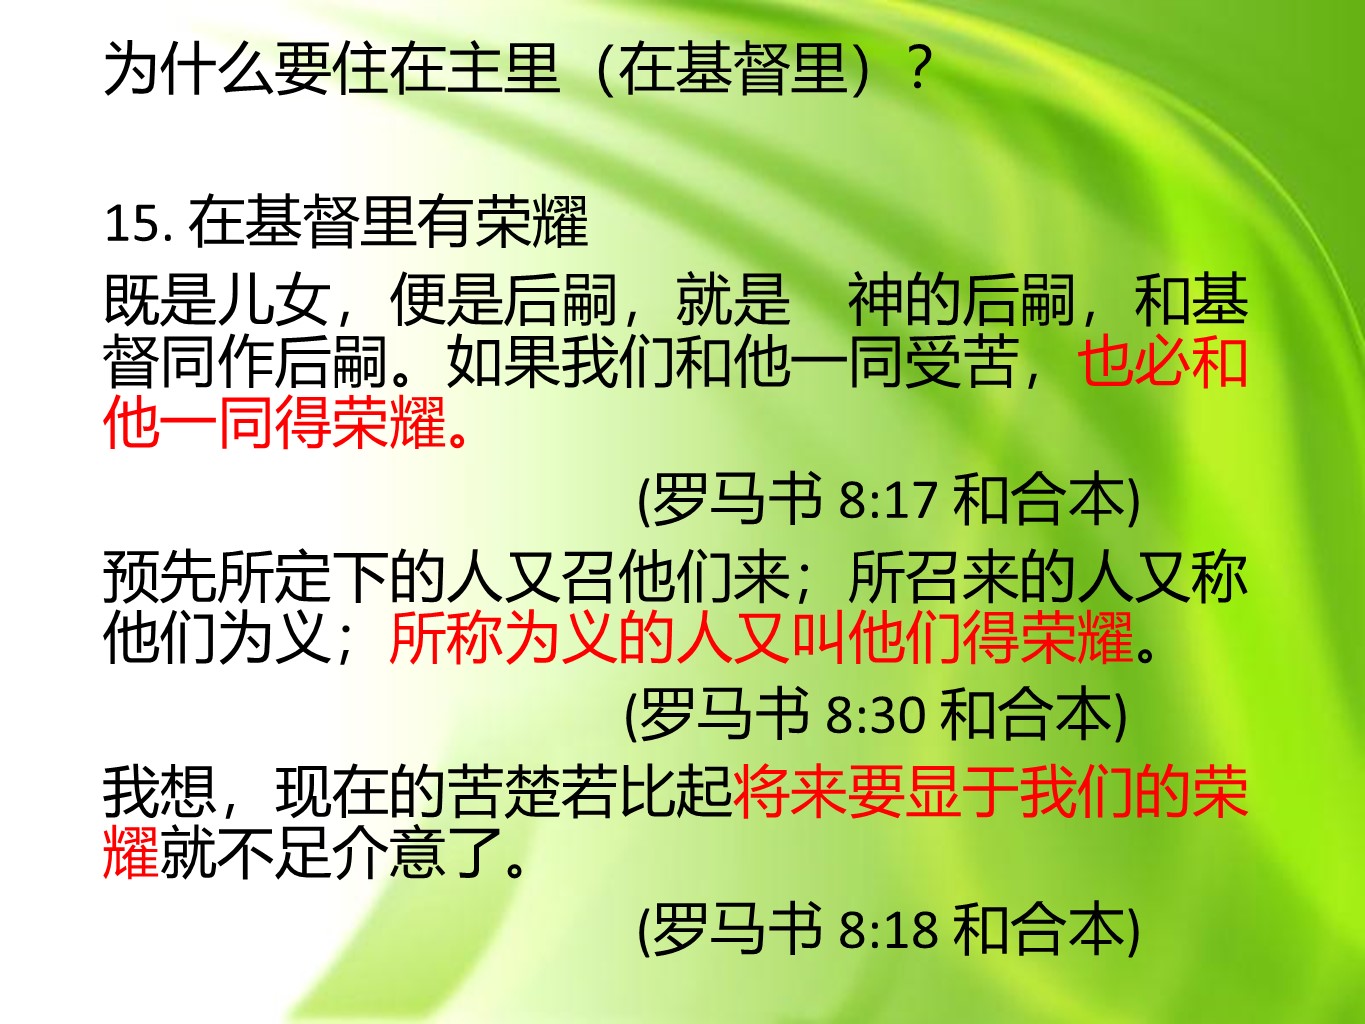 为什么要住在主里（在基督里）？
15. 在基督里有荣耀
既是儿女，便是后嗣，就是　神的后嗣，和基
督同作后嗣。如果我们和他一同受苦，也必和
他一同得荣耀。
(罗马书 8:17 和合本)
预先所定下的人又召他们来；所召来的人又称
他们为义；所称为义的人又叫他们得荣耀。
(罗马书 8:30 和合本)
我想，现在的苦楚若比起将来要显于我们的荣
耀就不足介意了。
(罗马书 8:18 和合本)